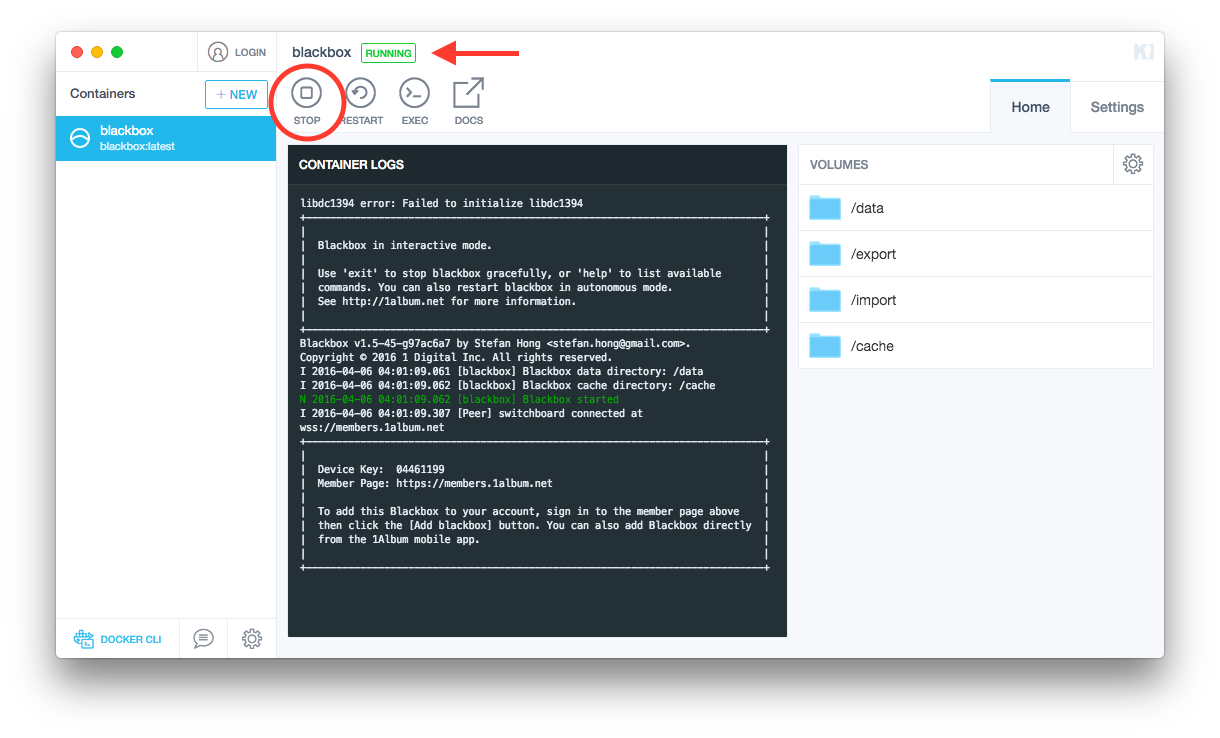 LOGIN
blackbox RUNNING
Containers
+ NEW
STOP RESTART EXEC DOCS
Home Settings
blackbox
blackbox:latest
CONTAINER LOGS
libdc1394 error: Failed to initialize libdc1394
Blackbox in interactive mode.
Use 'exit' to stop blackbox gracefully, or 'help' to list available
commands. You can also restart blackbox in autonomous mode.
See http://1album.net for more information.
Blackbox v1.5-45-g97ac6a7 by Stefan Hong <stefan.hong@gmail.com>.
Copyright © 2016 1 Digital Inc. All rights reserved.
I 2016-04-06 04:01:09.061 [blackbox] Blackbox data directory: /data
I 2016-04-06 04:01:09.062 [blackbox] Blackbox cache directory: /cache
N 2016-04-06 04:01:09.062 [blackbox] Blackbox started
I 2016-04-06 04:01:09.307 [Peer] switchboard connected at
wss://members.1album.net
Device Key:  04461199
Member Page: https://members.1album.net
To add this Blackbox to your account, sign in to the member page above
then click the [Add blackbox] button. You can also add Blackbox directly
from the 1Album mobile app.
VOLUMES
/data
/export
/import
/cache
DOCKER CLI